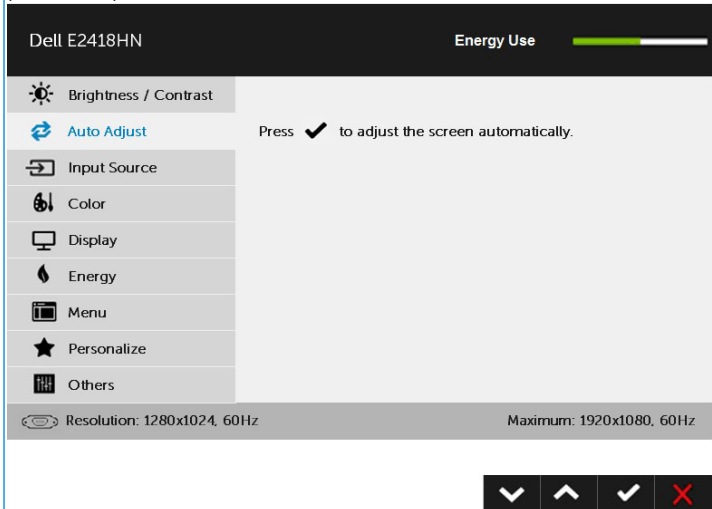 Dell E2418HN
Energy Use
Brightness / Contrast
Auto Adjust
Press ✔ to adjust the screen automatically.
Input Source
Color
Display
Energy
Menu
Personalize
Others
Resolution: 1280x1024, 60Hz
Maximum: 1920x1080, 60Hz